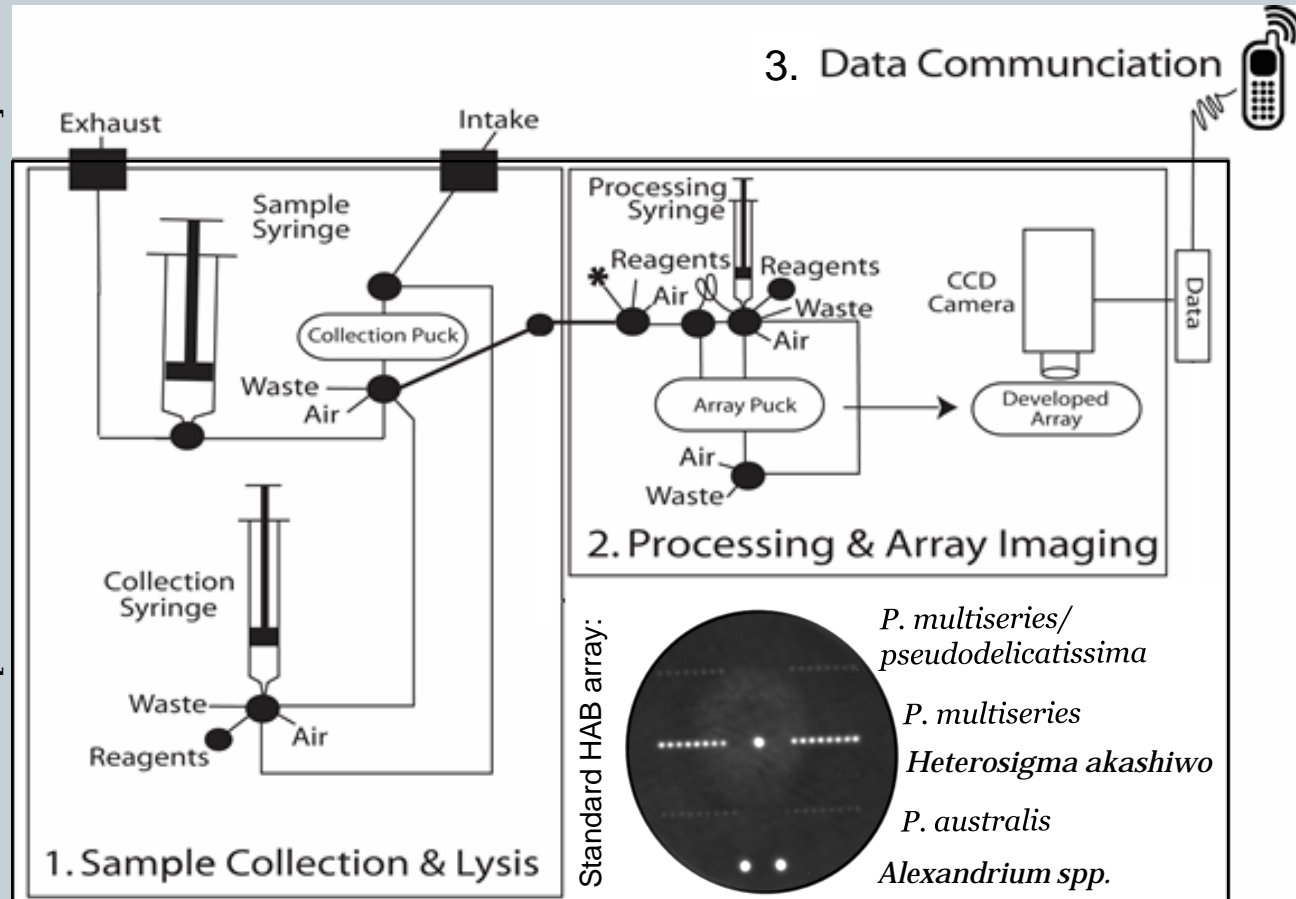 3. Data Communciation
Exhaust
Intake
Sample
Syringe
Collection Puck
Waste
Air
Collection
Syringe
Waste
Air
Reagents
1. Sample Collection & Lysis
Processing
Syringe
*
Reagents
Air
Reagents
Waste
Air
Array Puck
Air
Waste
CCD
Camera
Developed
Array
Data
2. Processing & Array Imaging
Standard HAB array:
P. multiseries/
pseudodelicatissima
P. multiseries
Heterosigma akashiwo
P. australis
Alexandrium spp.